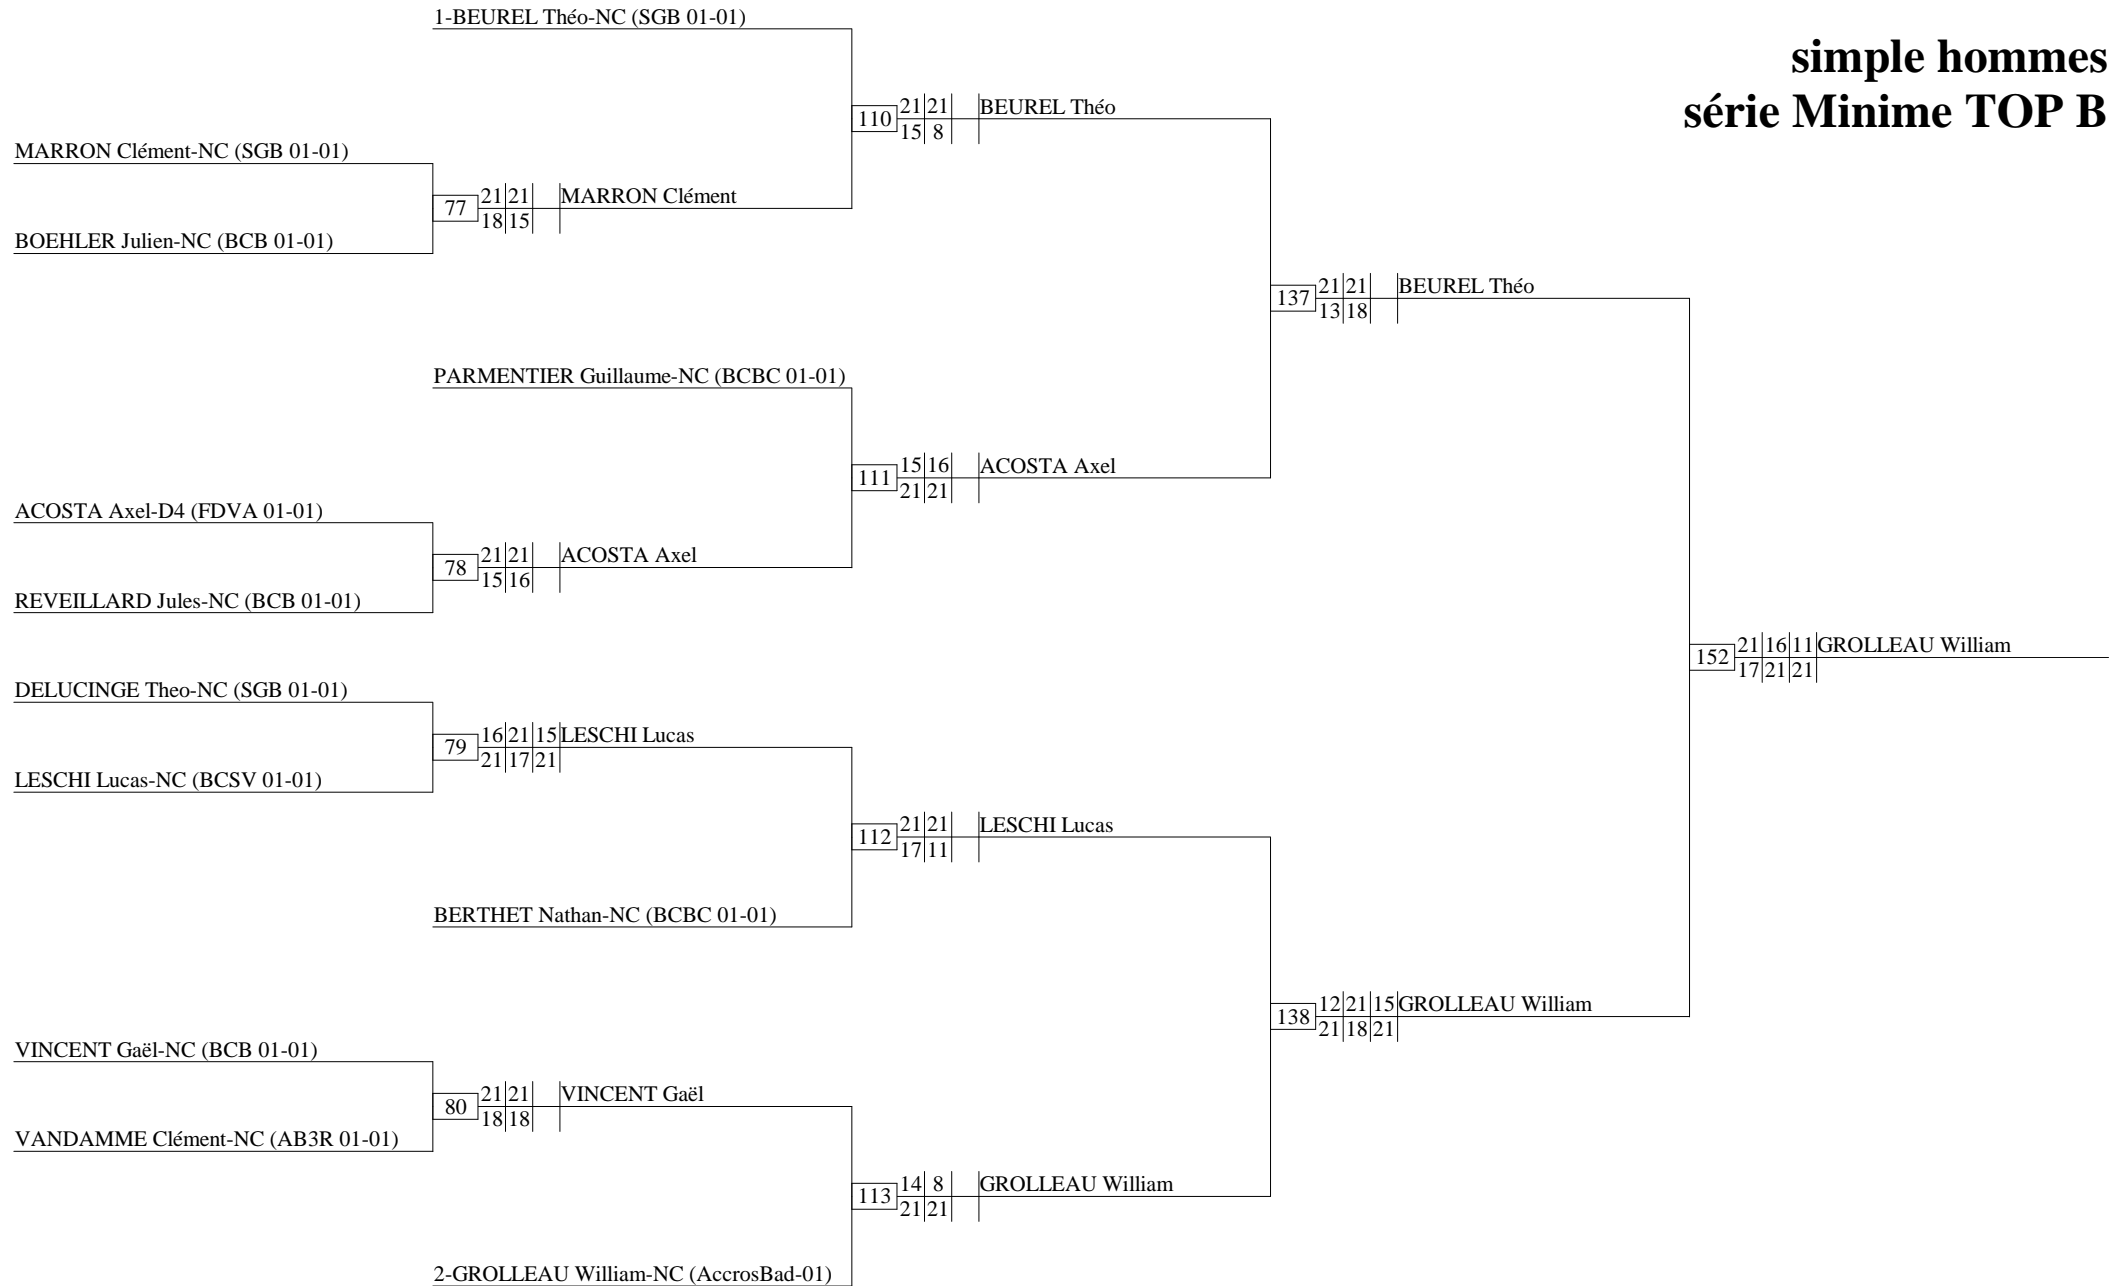 1-BEUREL Théo-NC (SGB 01-01)
simple hommes
série Minime TOP B
21 21 BEUREL Théo
110
15 8
MARRON Clément-NC (SGB 01-01)
21 21 MARRON Clément
77
18 15
BOEHLER Julien-NC (BCB 01-01)
21 21 BEUREL Théo
137
13 18
PARMENTIER Guillaume-NC (BCBC 01-01)
15 16 ACOSTA Axel
111
21 21
ACOSTA Axel-D4 (FDVA 01-01)
21 21 ACOSTA Axel
78
15 16
REVEILLARD Jules-NC (BCB 01-01)
21 16 11 GROLLEAU William
152
17 21 21
DELUCINGE Theo-NC (SGB 01-01)
16 21 15 LESCHI Lucas
79
21 17 21
LESCHI Lucas-NC (BCSV 01-01)
21 21 LESCHI Lucas
112
17 11
BERTHET Nathan-NC (BCBC 01-01)
12 21 15 GROLLEAU William
138
21 18 21
VINCENT Gaël-NC (BCB 01-01)
21 21 VINCENT Gaël
80
18 18
VANDAMME Clément-NC (AB3R 01-01)
14 8 GROLLEAU William
113
21 21
2-GROLLEAU William-NC (AccrosBad-01)